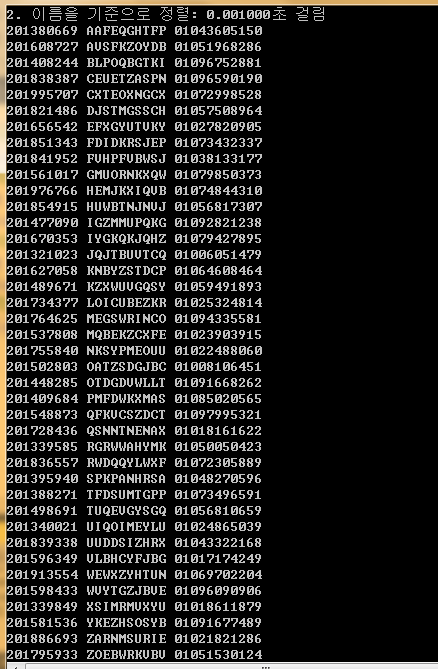 2. 이름을 기준으로 정렬: 0.001000초 걸림
201380669 AAFEQGHTFP 01043605150
201608727 AVSFKZOYDB 01051968286
201408244 BLPOQBGTKI 01096752881
201838387 CEUETZASPN 01096590190
201995707 CXTEOXNGCX 01072998528
201821486 DJSTMGSSCH 01057508964
201656542 EFXGYUTVKY 01027820905
201851343 FDIDKRSJEP 01073432337
201841952 FVHPFVBWSJ 01038133177
201561017 GMUORNKXQW 01079850373
201976766 HEMJKXIQVB 01074844310
201854915 HUWBTNJNVJ 01056817307
201477090 IGZMMUPQKG 01092821238
201670353 IYGKQKJQHZ 01079427895
201321023 JQJTBUVTCQ 01006051479
201627058 KNBYZSTDCP 01064608464
201489671 KZXWUVGQSY 01059491893
201734377 LOICUBEZKR 01025324814
201764625 MEGSWRINCO 01094335581
201537808 MQBEKZCXFE 01023903915
201755840 NKSYPMEOUU 01022488060
201502803 OATZSDGJBC 01008106451
201448285 OTDGDVWLLT 01091668262
201409684 PMFDWKXMAS 01085020565
201548873 QFKVCSZDCT 01097995321
201728436 QSNNTNENAX 01018161622
201339585 RGRWWAHYMK 01050050423
201836557 RWDQQYLWXF 01072305889
201395940 SPKPANHRSA 01048270596
201388271 TFDSUMTGPP 01073496591
201498691 TUQEVGYSGQ 01056810659
201340021 UIQOIMEYLU 01024865039
201839338 UUDDSIZHRX 01043322168
201596349 VLBHCYFJBG 01017174249
201913554 WEWXZYHTUN 01069702204
201598433 WVYTGZJBVE 01096090906
201339849 XSIMRMVXYU 01018611879
201581536 YKEZHSOSYB 01091677489
201886693 ZARNMSURIE 01021821286
201795933 ZOEBWRKVBV 01051530124